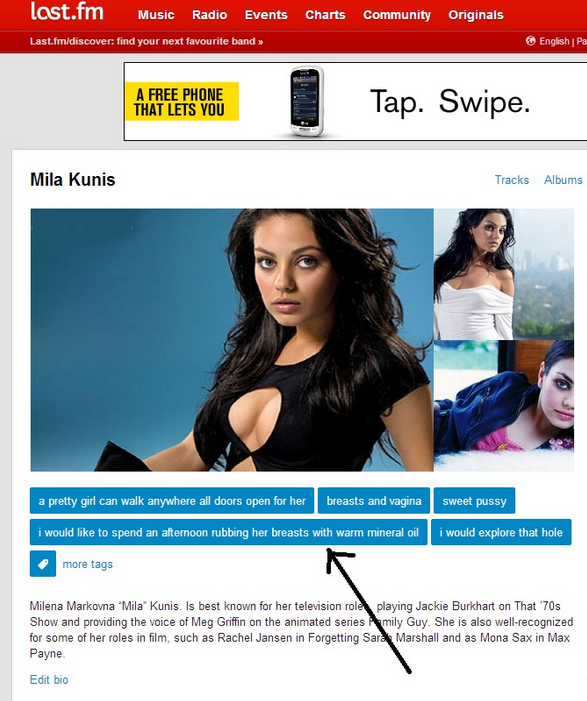 last.fm Music Radio Events Charts Community Originals
Last.fm/discover: find your next favourite band » English | Pa
A FREE PHONE
THAT LETS YOU
Tap. Swipe.
Mila Kunis Tracks Albums
a pretty girl can walk anywhere all doors open for her breasts and vagina sweet pussy
i would like to spend an afternoon rubbing her breasts with warm mineral oil i would explore that hole
more tags
Milena Markovna “Mila” Kunis. Is best known for her television roles, playing Jackie Burkhart on That ’70s
Show and providing the voice of Meg Griffin on the animated series Family Guy. She is also well-recognized
for some of her roles in film, such as Rachel Jansen in Forgetting Sarah Marshall and as Mona Sax in Max
Payne.
Edit bio